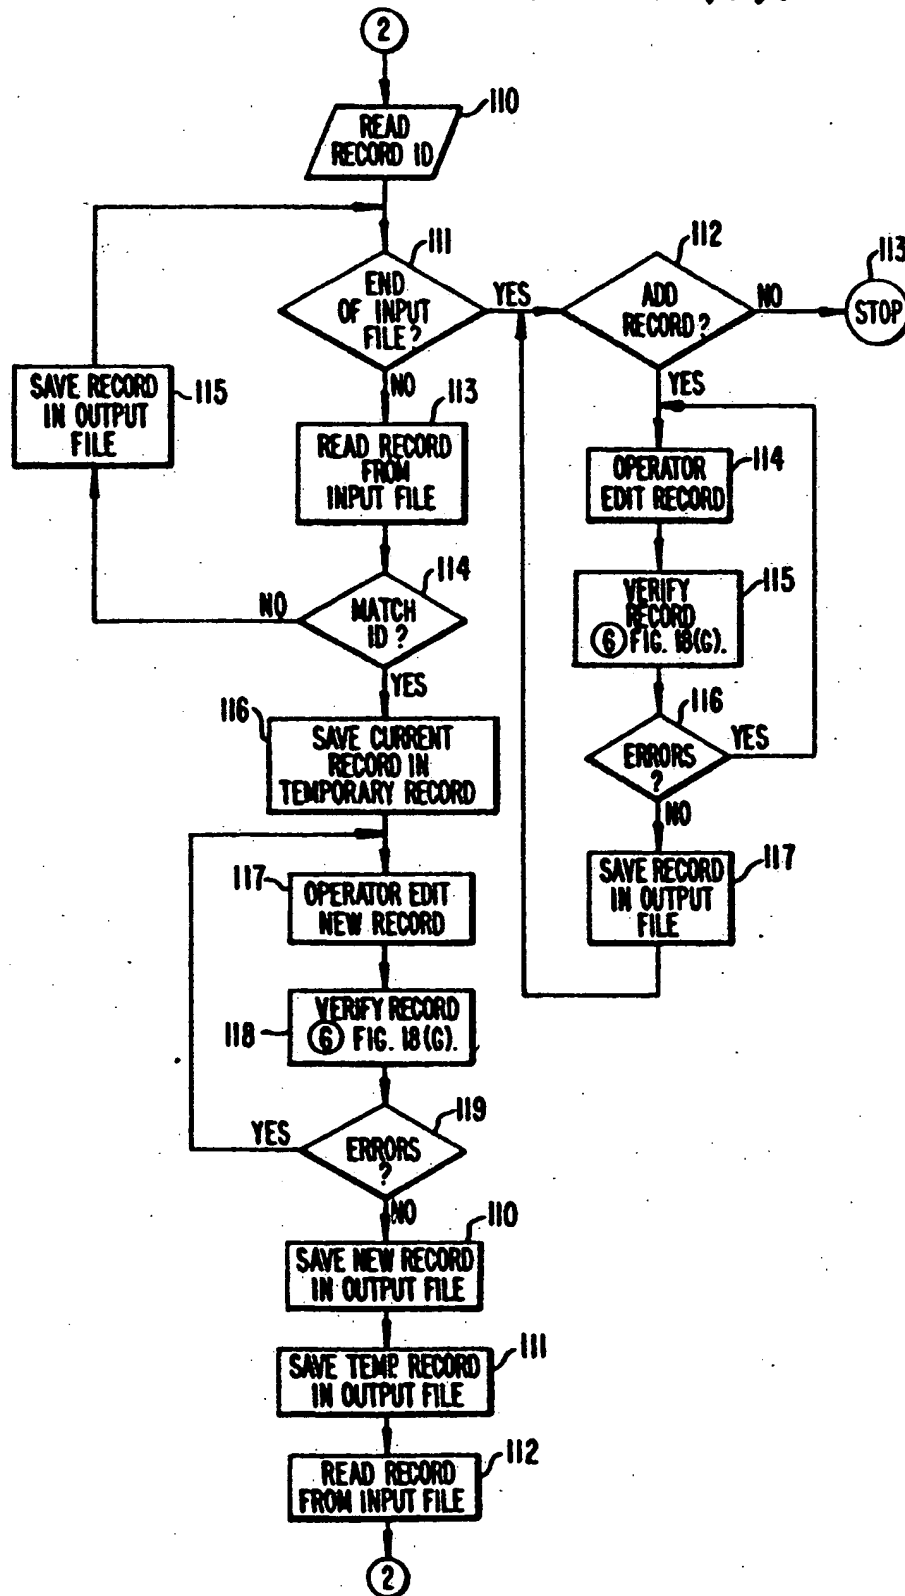 2
110
READ
RECORD ID
111
END
OF INPUT
FILE?
YES
112
ADD
RECORD?
NO
113
STOP
SAVE RECORD
IN OUTPUT
FILE
115
NO
113
READ RECORD
FROM
INPUT FILE
YES
OPERATOR
EDIT RECORD
114
114
MATCH
ID?
NO
VERIFY
RECORD
6 FIG. 18(G).
115
YES
116
SAVE CURRENT
RECORD IN
TEMPORARY RECORD
116
ERRORS
?
YES
NO
117
OPERATOR EDIT
NEW RECORD
SAVE RECORD
IN OUTPUT
FILE
117
118
VERIFY RECORD
6 FIG. 18(G).
119
YES
ERRORS
?
NO
110
SAVE NEW RECORD
IN OUTPUT FILE
111
SAVE TEMP. RECORD
IN OUTPUT FILE
112
READ RECORD
FROM INPUT FILE
2